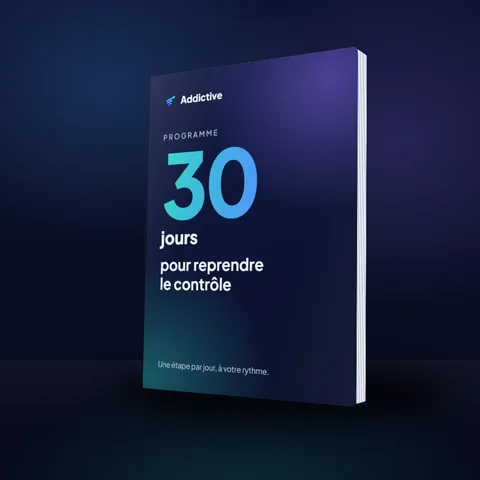 Addictive
PROGRAMME
30
jours
pour reprendre
le contrôle
Une étape par jour, à votre rythme.